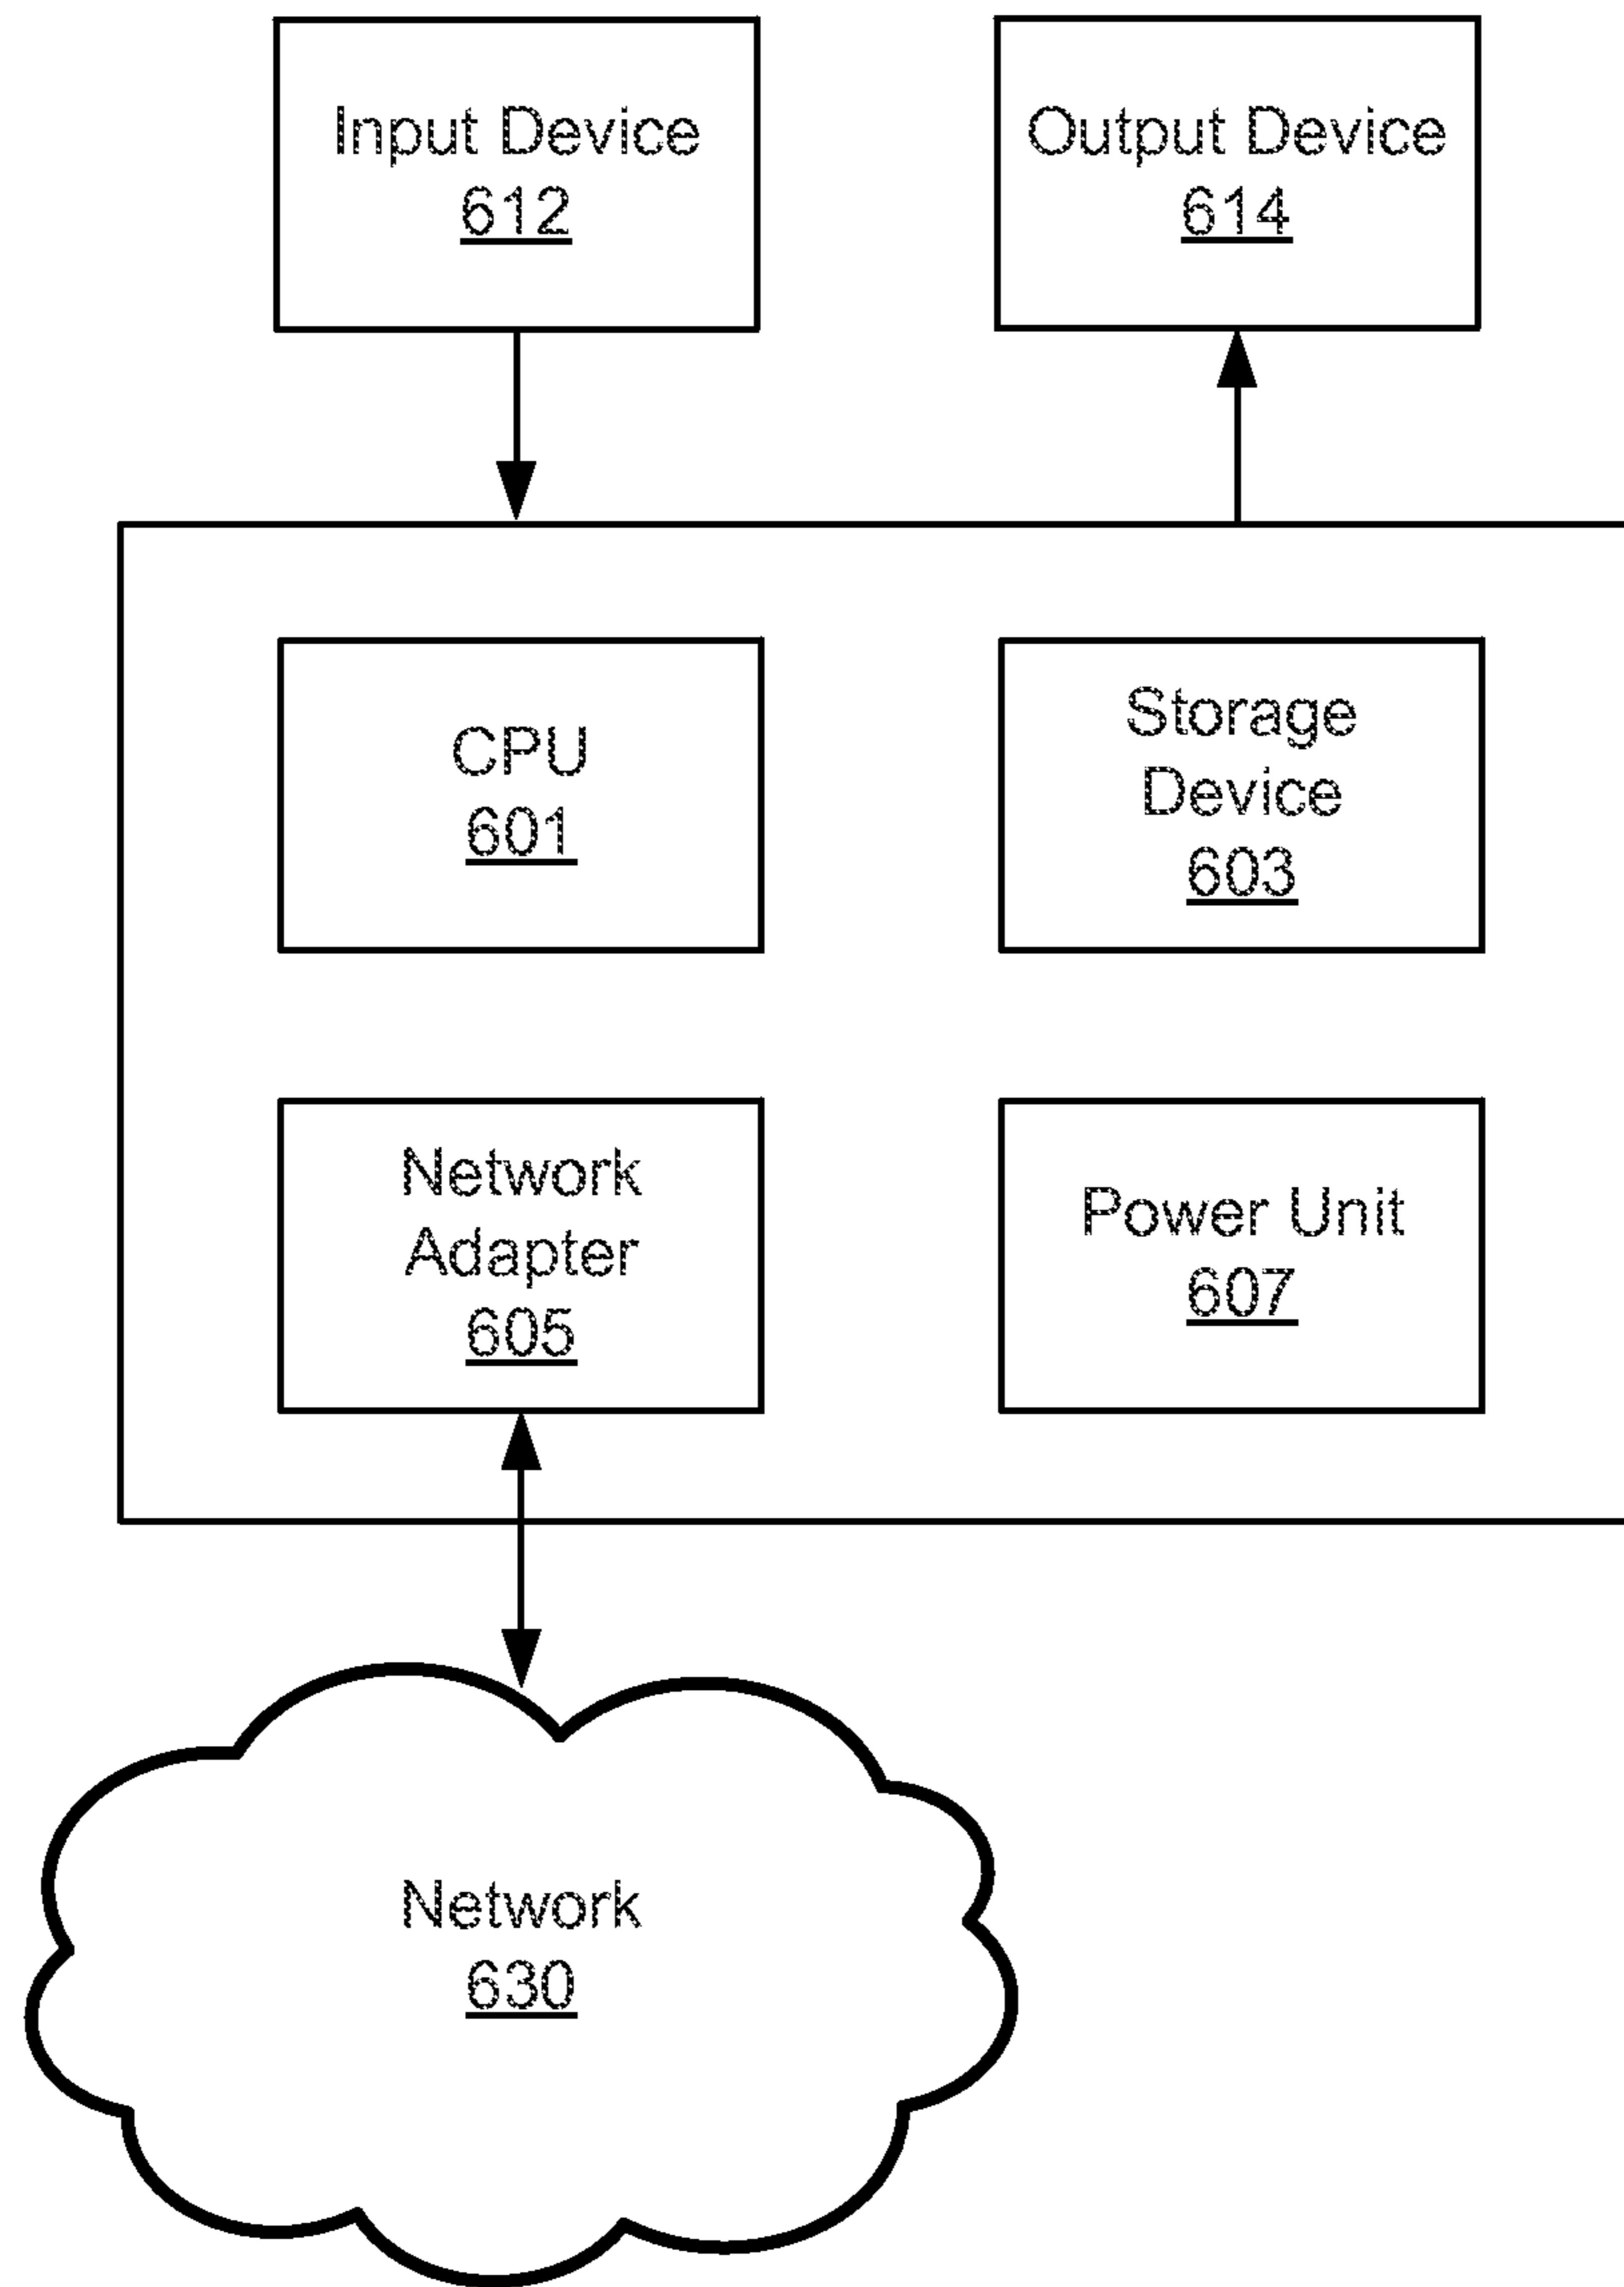 Input Device
612
Output Device
614
CPU
601
Storage
Device
603
Network
Adapter
605
Power Unit
607
Network
630